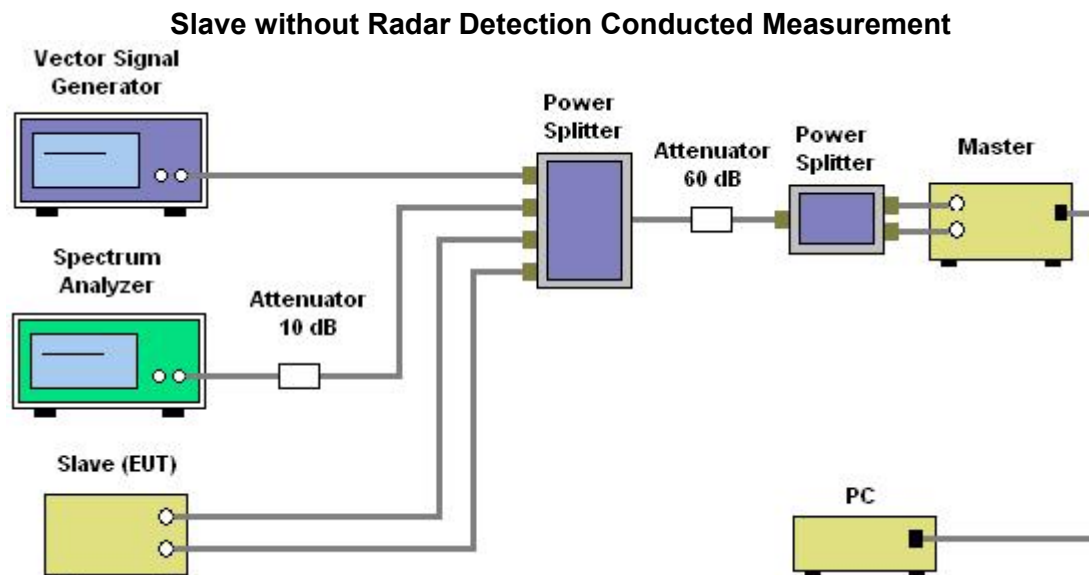 Slave without Radar Detection Conducted Measurement
Vector Signal
Generator
Power
Splitter
Attenuator
60 dB
Power
Splitter
Master
Spectrum
Analyzer
Attenuator
10 dB
Slave (EUT)
PC